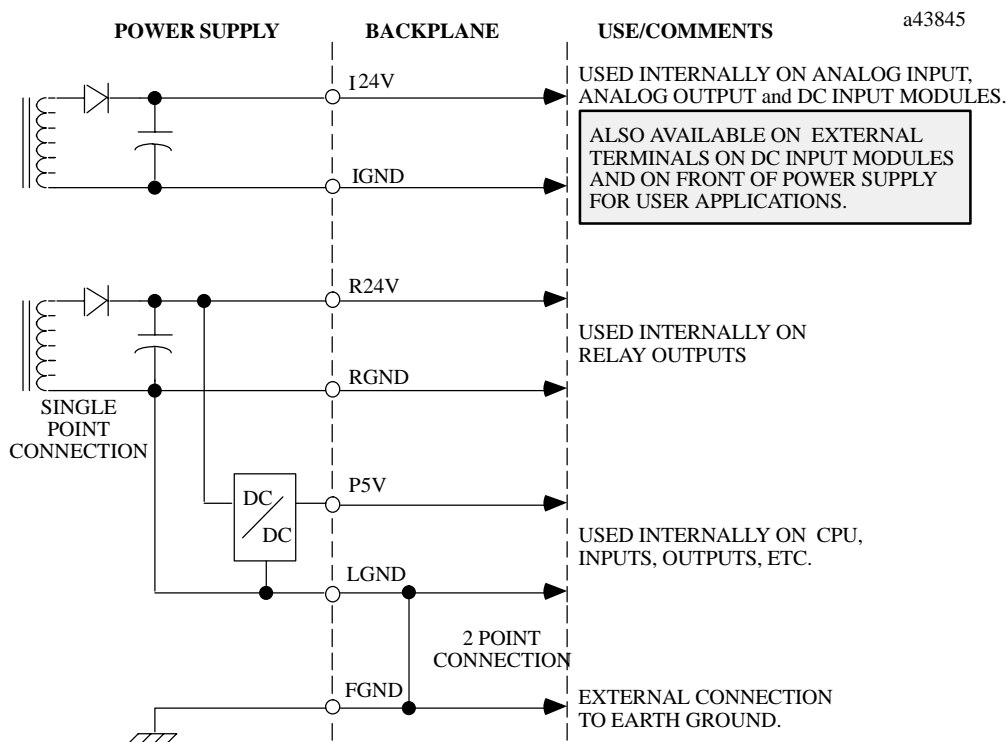 a43845
POWER SUPPLY
BACKPLANE
USE/COMMENTS
I24V
USED INTERNALLY ON ANALOG INPUT,
ANALOG OUTPUT and DC INPUT MODULES.
ALSO AVAILABLE ON EXTERNAL
TERMINALS ON DC INPUT MODULES
AND ON FRONT OF POWER SUPPLY
FOR USER APPLICATIONS.
IGND
R24V
USED INTERNALLY ON
RELAY OUTPUTS
RGND
SINGLE
POINT
CONNECTION
P5V
DC
DC
USED INTERNALLY ON CPU,
INPUTS, OUTPUTS, ETC.
LGND
2 POINT
CONNECTION
FGND
EXTERNAL CONNECTION
TO EARTH GROUND.